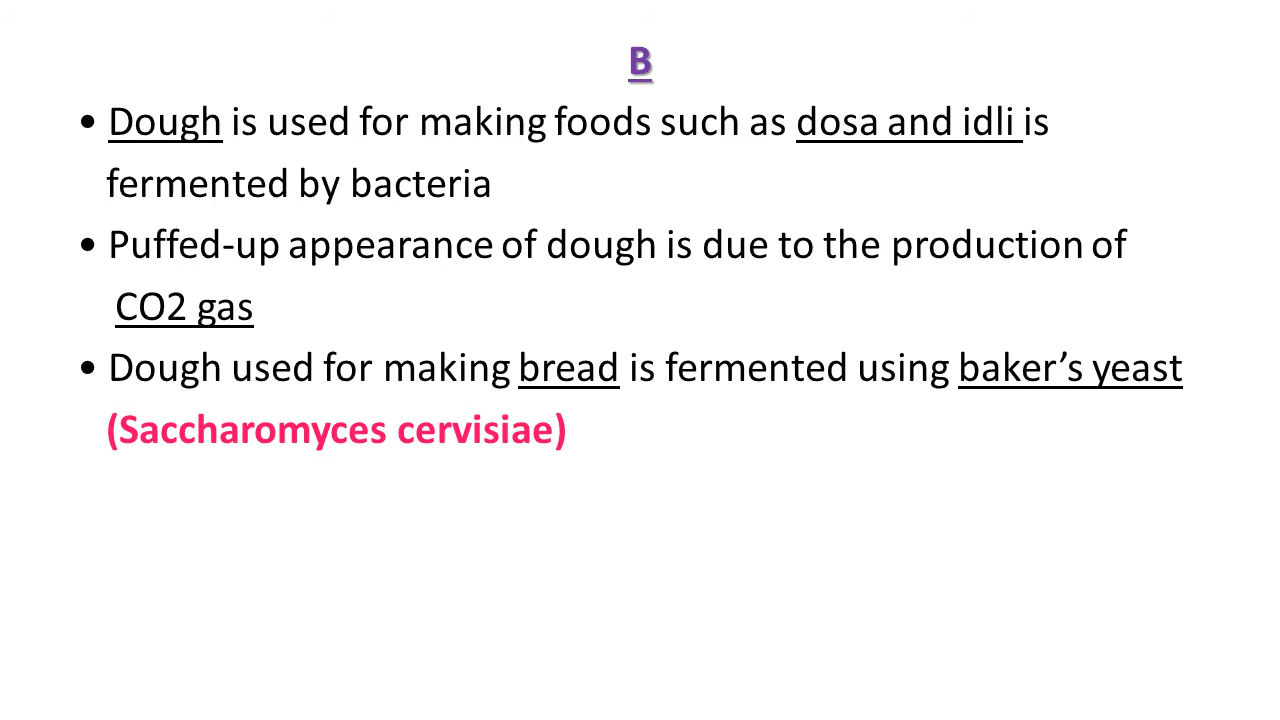 B
• Dough is used for making foods such as dosa and idli is
fermented by bacteria
• Puffed-up appearance of dough is due to the production of
CO2 gas
• Dough used for making bread is fermented using baker’s yeast
(Saccharomyces cervisiae)